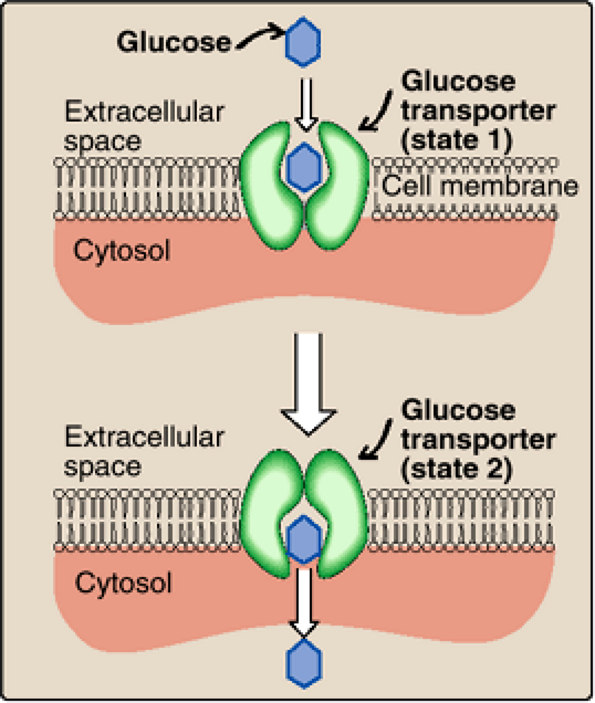 Glucose
Glucose
transporter
(state 1)
Extracellular
space
Cell membrane
Cytosol
Glucose
transporter
(state 2)
Extracellular
space
Cytosol